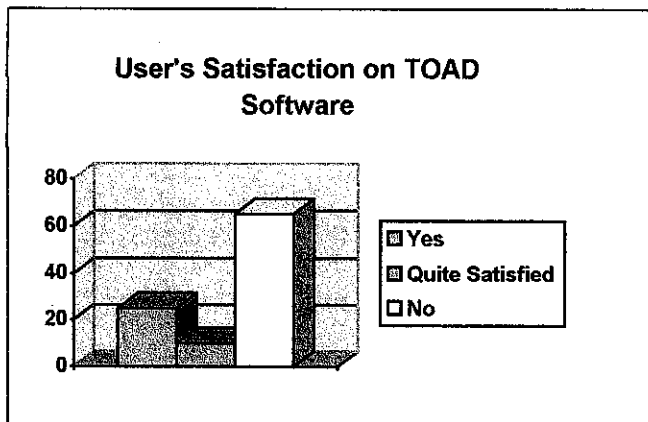 User's Satisfaction on TOAD
Software
80
60
40
20
0
Yes
Quite Satisfied
No